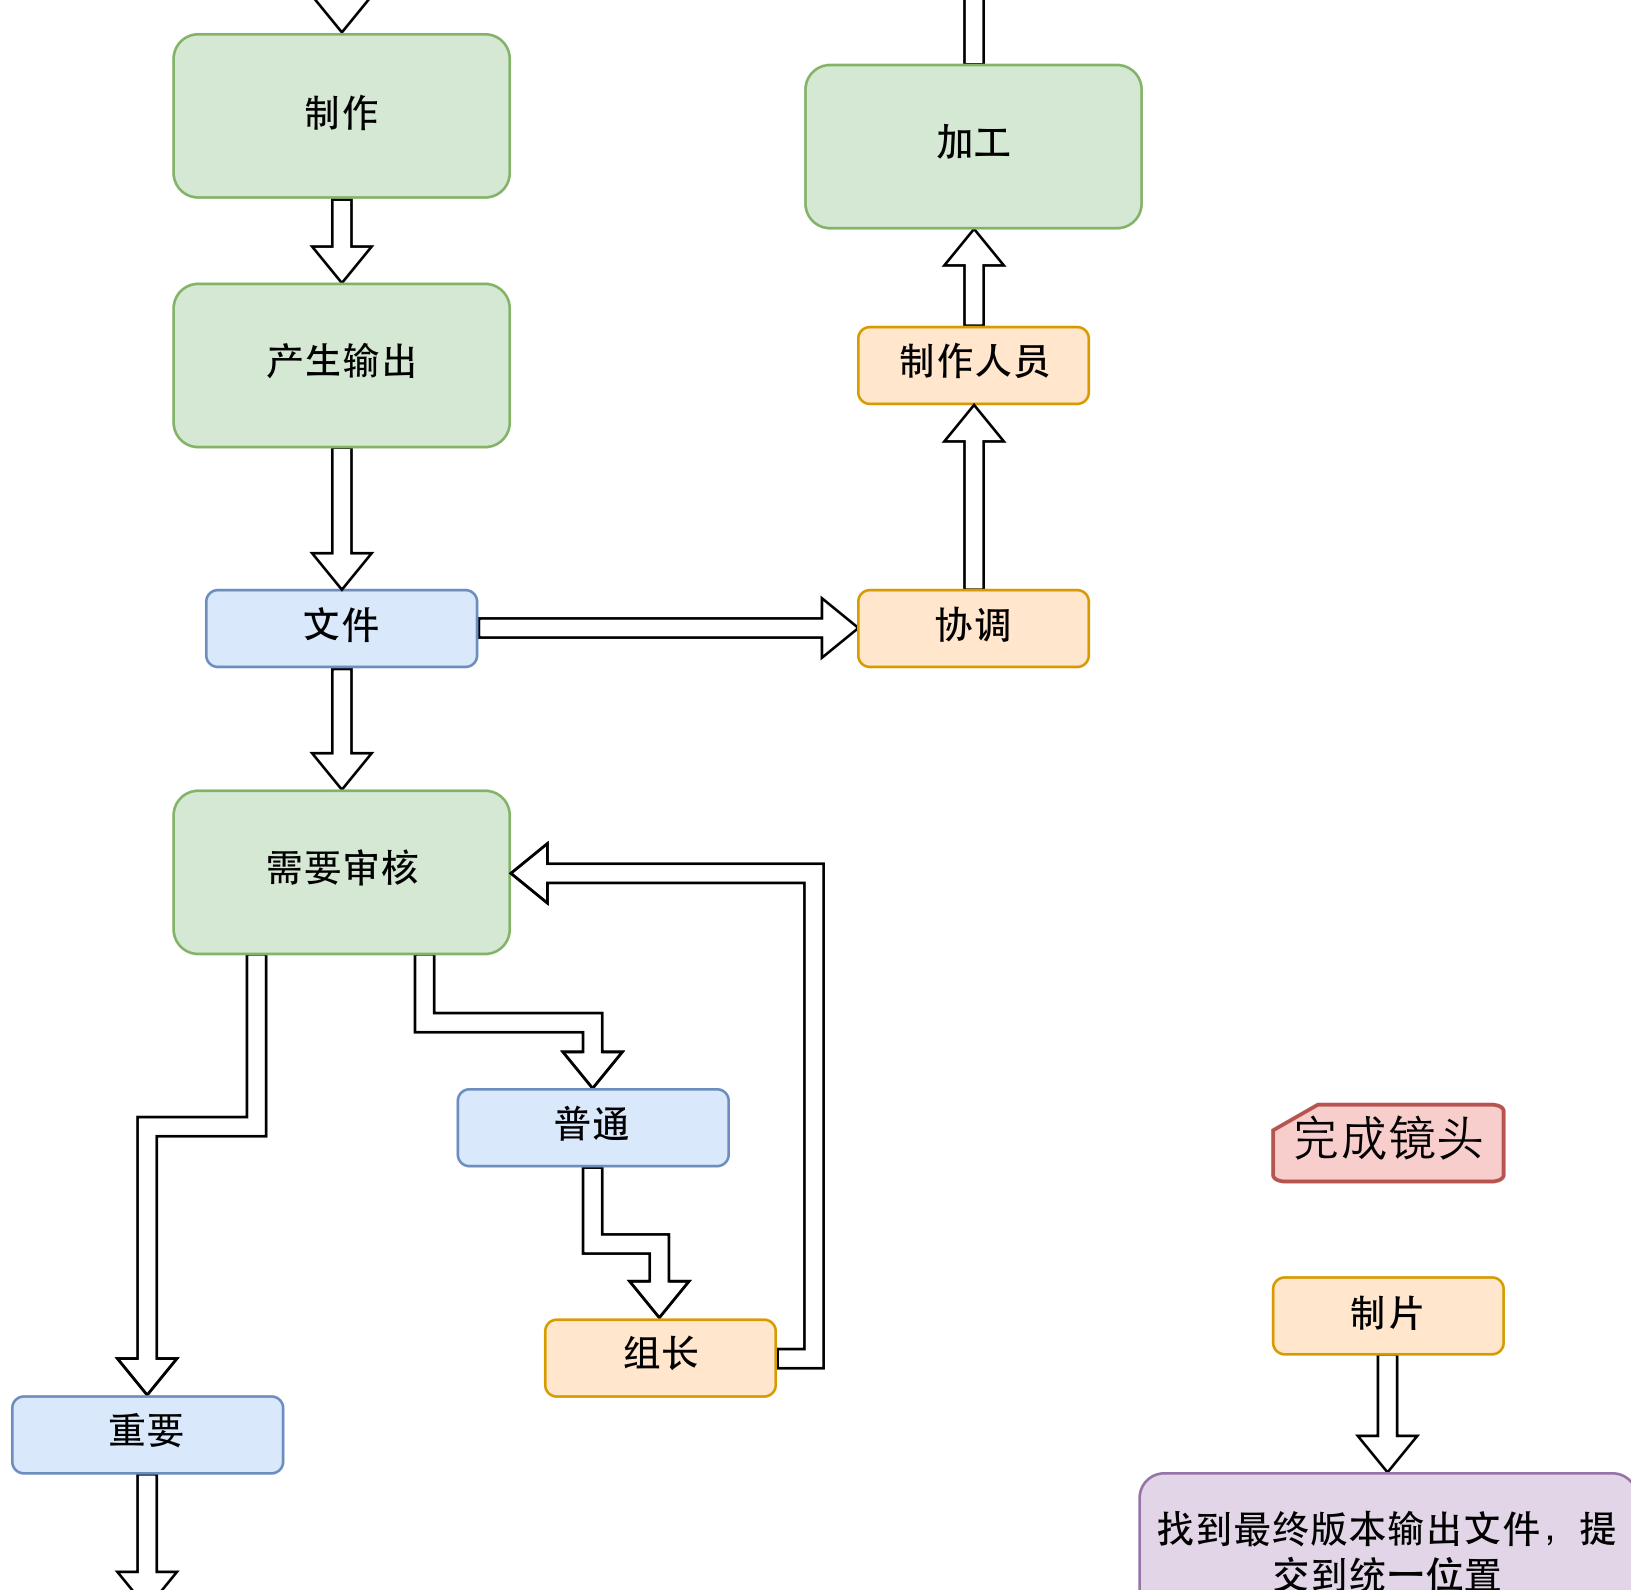 制作
加工
产生输出
制作人员
文件
协调
需要审核
普通
完成镜头
制片
组长
重要
找到最终版本输出文件，提
交到统一位置